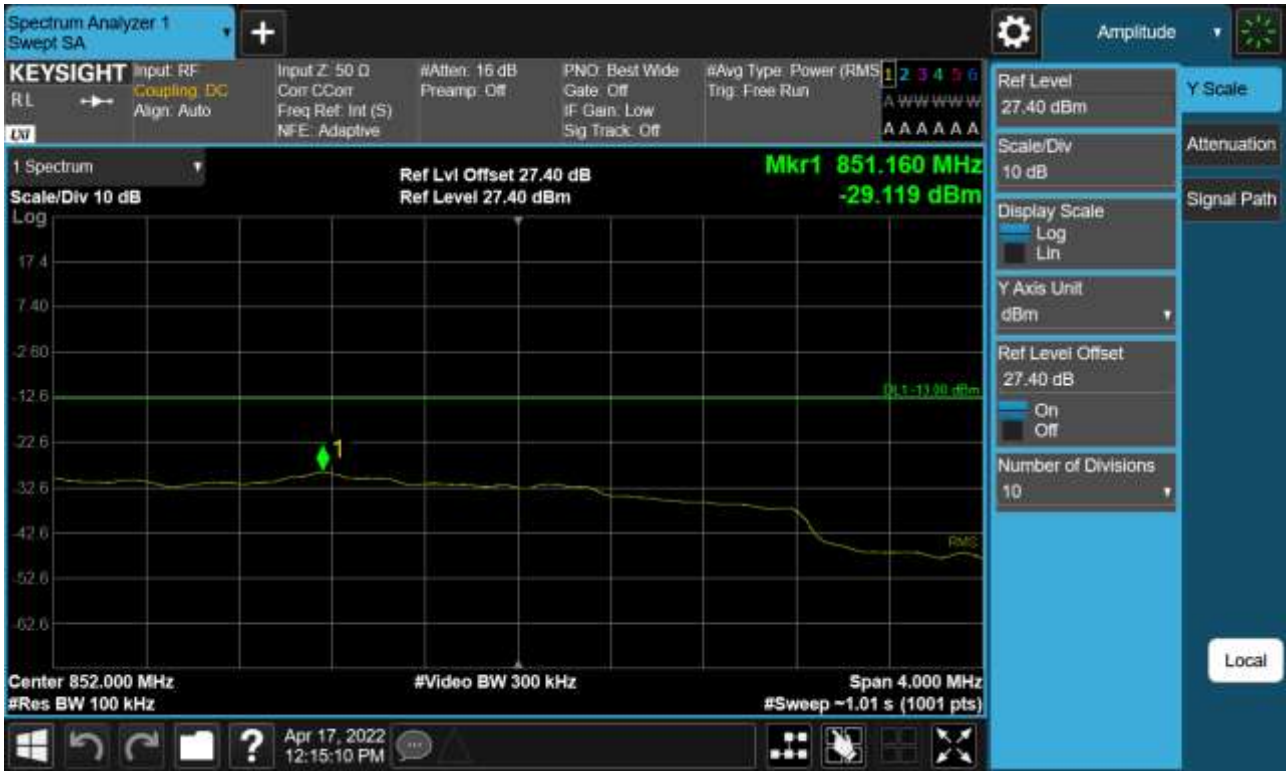 Spectrum Analyzer 1
Swept SA
+
Amplitude
KEYSIGHT
RL
Input: RF
Coupling: DC
Align: Auto
Input Z: 50 Ω
Corr CCorr
Freq Ref: Int (S)
NFE: Adaptive
#Atten: 16 dB
Preamp: Off
PNO: Best Wide
Gate: Off
IF Gain: Low
Sig Track: Off
#Avg Type: Power (RMS
Trig: Free Run
1 2 3 4 5 6
A W W W W W
A A A A A A
1 Spectrum
Scale/Div 10 dB
Log
Ref Lvl Offset 27.40 dB
Ref Level 27.40 dBm
Mkr1 851.160 MHz
-29.119 dBm
17.4
7.40
-2.60
-12.6
-22.6
-32.6
-42.6
-52.6
-62.6
DL1 -13.00 dBm
1
RMS
Center 852.000 MHz
#Res BW 100 kHz
#Video BW 300 kHz
Span 4.000 MHz
#Sweep ~1.01 s (1001 pts)
Ref Level
27.40 dBm
Scale/Div
10 dB
Display Scale
Log
Lin
Y Axis Unit
dBm
Ref Level Offset
27.40 dB
On
Off
Number of Divisions
10
Y Scale
Attenuation
Signal Path
Local
?
Apr 17, 2022
12:15:10 PM